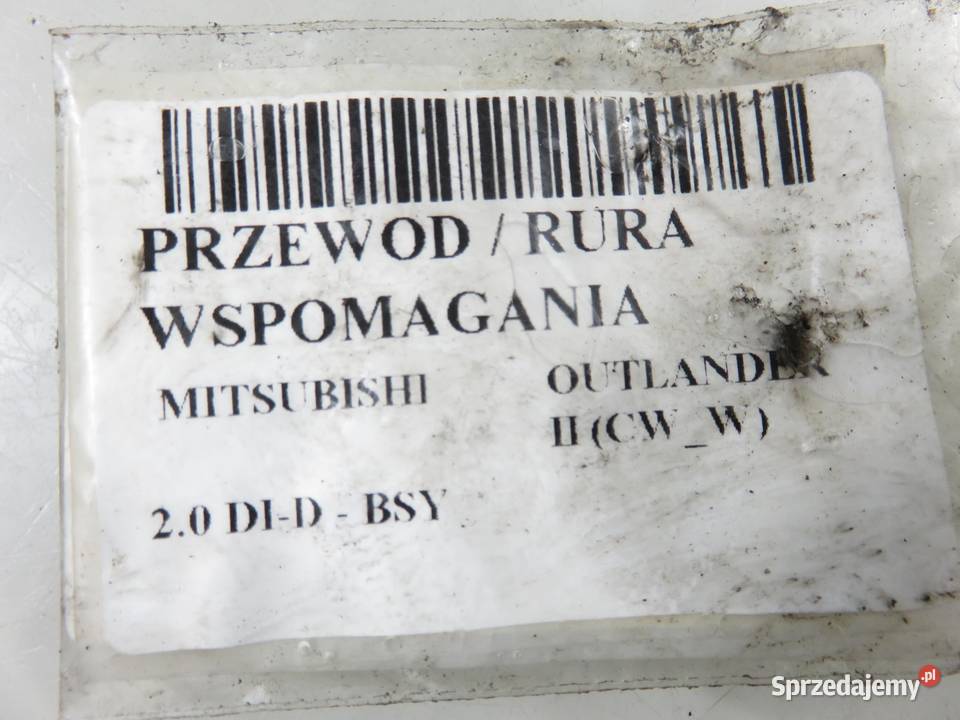 PRZEWOD / RURA
WSPOMAGANIA
MITSUBISHI
OUTLANDER
II (CW_W)
2.0 DI-D - BSY
Sprzedajemy.pl